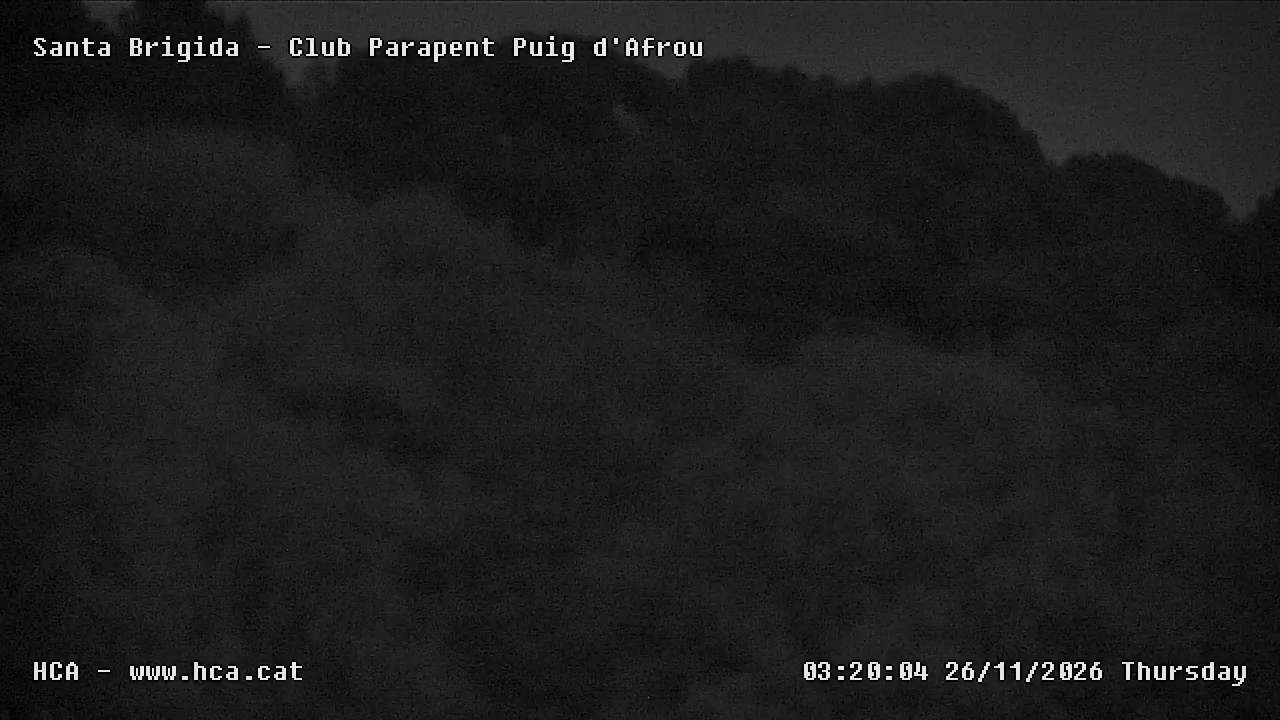 Santa Brigida - Club Parapent Puig d'Afrou
HCA - www.hca.cat
03:20:04 26/11/2026 Thursday